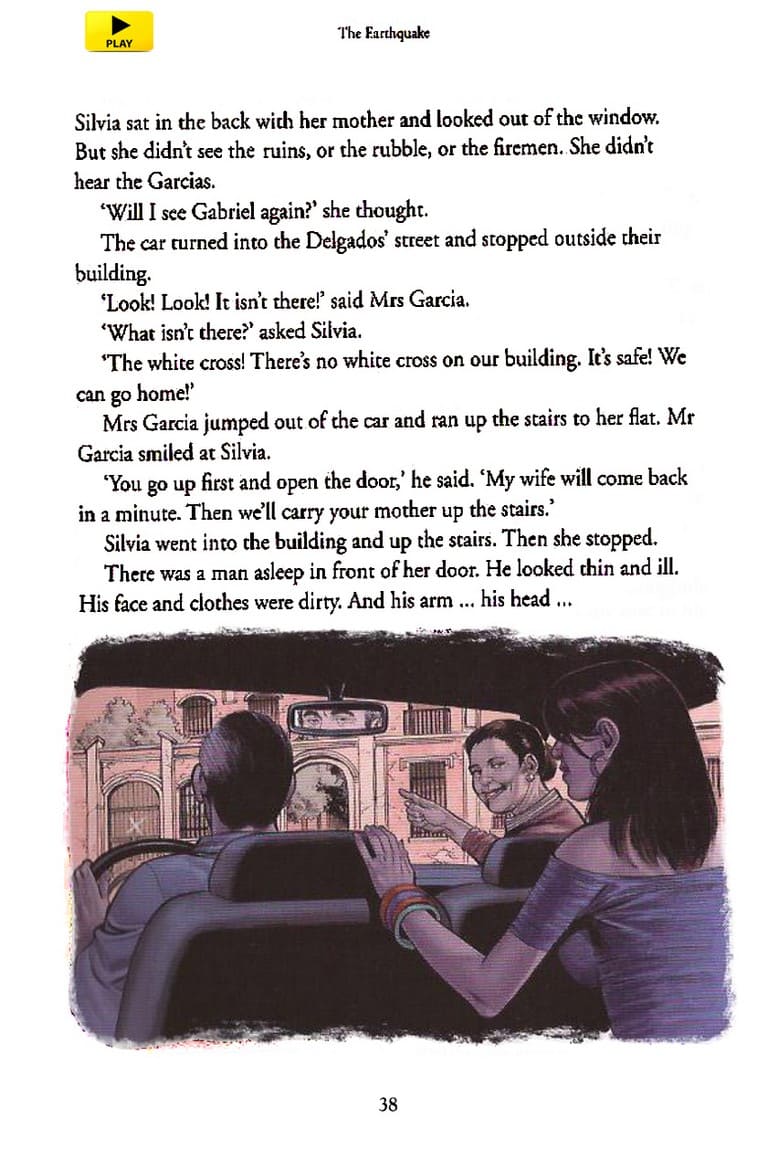 PLAY
The Earthquake
Silvia sat in the back with her mother and looked out of the window.
But she didn't see the ruins, or the rubble, or the firemen. She didn't
hear the Garcias.
‘Will I see Gabriel again?’ she thought.
The car turned into the Delgados’ street and stopped outside their
building.
‘Look! Look! It isn’t there!’ said Mrs Garcia.
‘What isn’t there?’ asked Silvia.
‘The white cross! There’s no white cross on our building. It’s safe! We
can go home!’
Mrs Garcia jumped out of the car and ran up the stairs to her flat. Mr
Garcia smiled at Silvia.
‘You go up first and open the door,’ he said. ‘My wife will come back
in a minute. Then we’ll carry your mother up the stairs.’
Silvia went into the building and up the stairs. Then she stopped.
There was a man asleep in front of her door. He looked thin and ill.
His face and clothes were dirty. And his arm ... his head ...
38